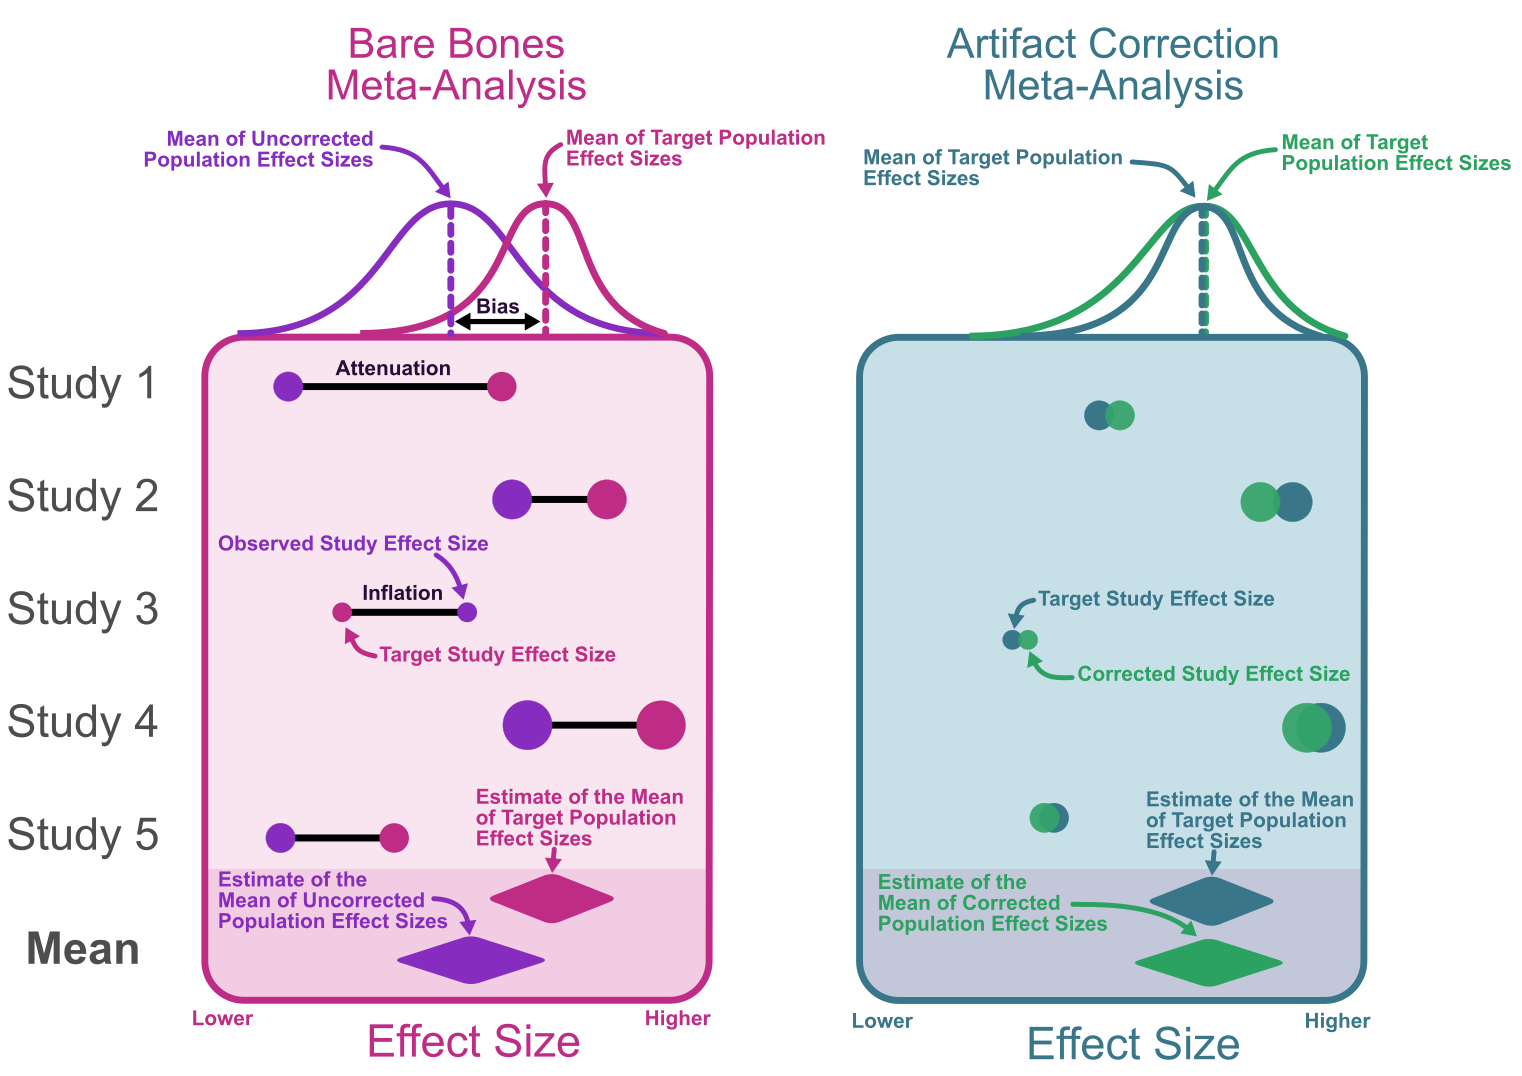 Bare Bones
Meta-Analysis
Artifact Correction
Meta-Analysis
Mean of Uncorrected
Population Effect Sizes
Mean of Target Population
Effect Sizes
Mean of Target Population
Effect Sizes
Mean of Target
Population Effect Sizes
Bias
Study 1
Attenuation
Study 2
Observed Study Effect Size
Study 3
Inflation
Target Study Effect Size
Target Study Effect Size
Corrected Study Effect Size
Study 4
Study 5
Estimate of the Mean
of Target Population
Effect Sizes
Estimate of the Mean
of Target Population
Effect Sizes
Estimate of the
Mean of Uncorrected
Population Effect Sizes
Estimate of the
Mean of Corrected
Population Effect Sizes
Mean
Lower
Higher
Effect Size
Lower
Higher
Effect Size